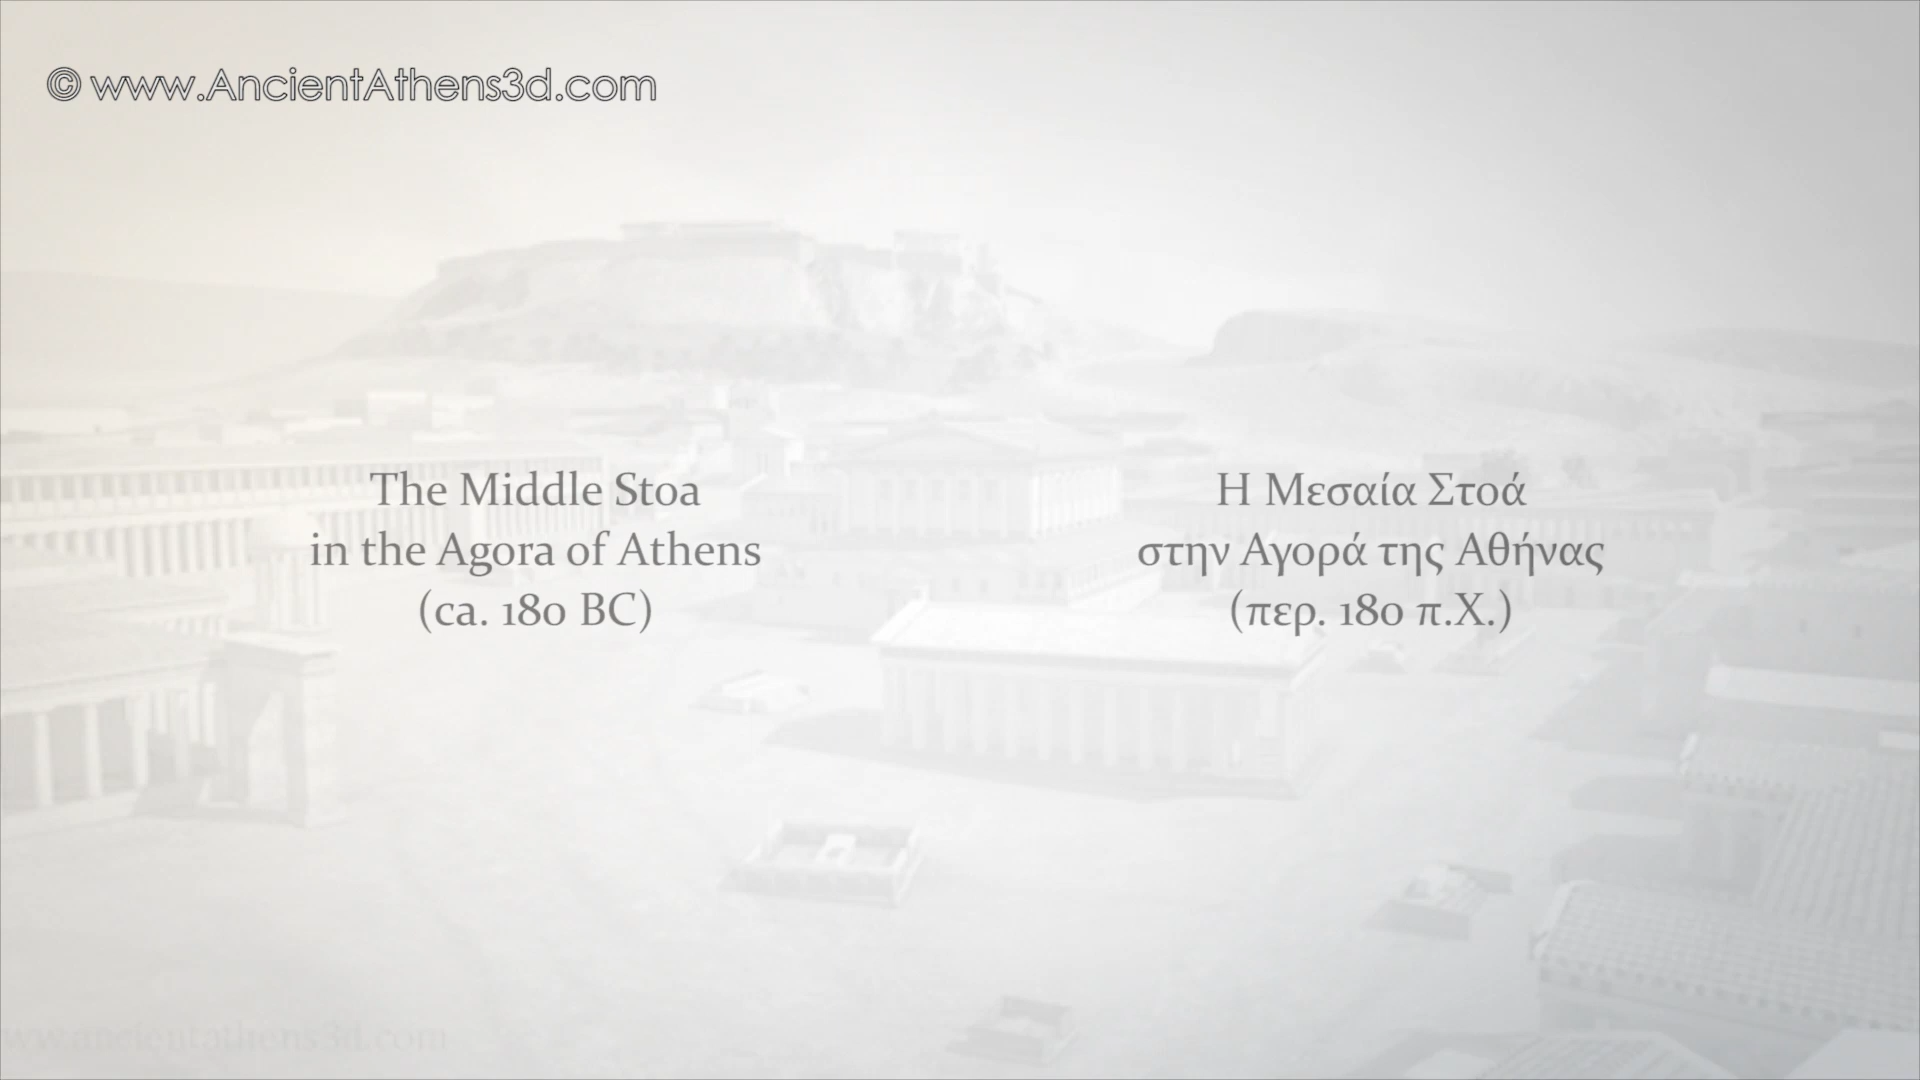 © www.AncientAthens3d.com
The Middle Stoa
in the Agora of Athens
(ca. 180 BC)
Η Μεσαία Στοά
στην Αγορά της Αθήνας
(περ. 180 π.Χ.)
www.ancientathens3d.com